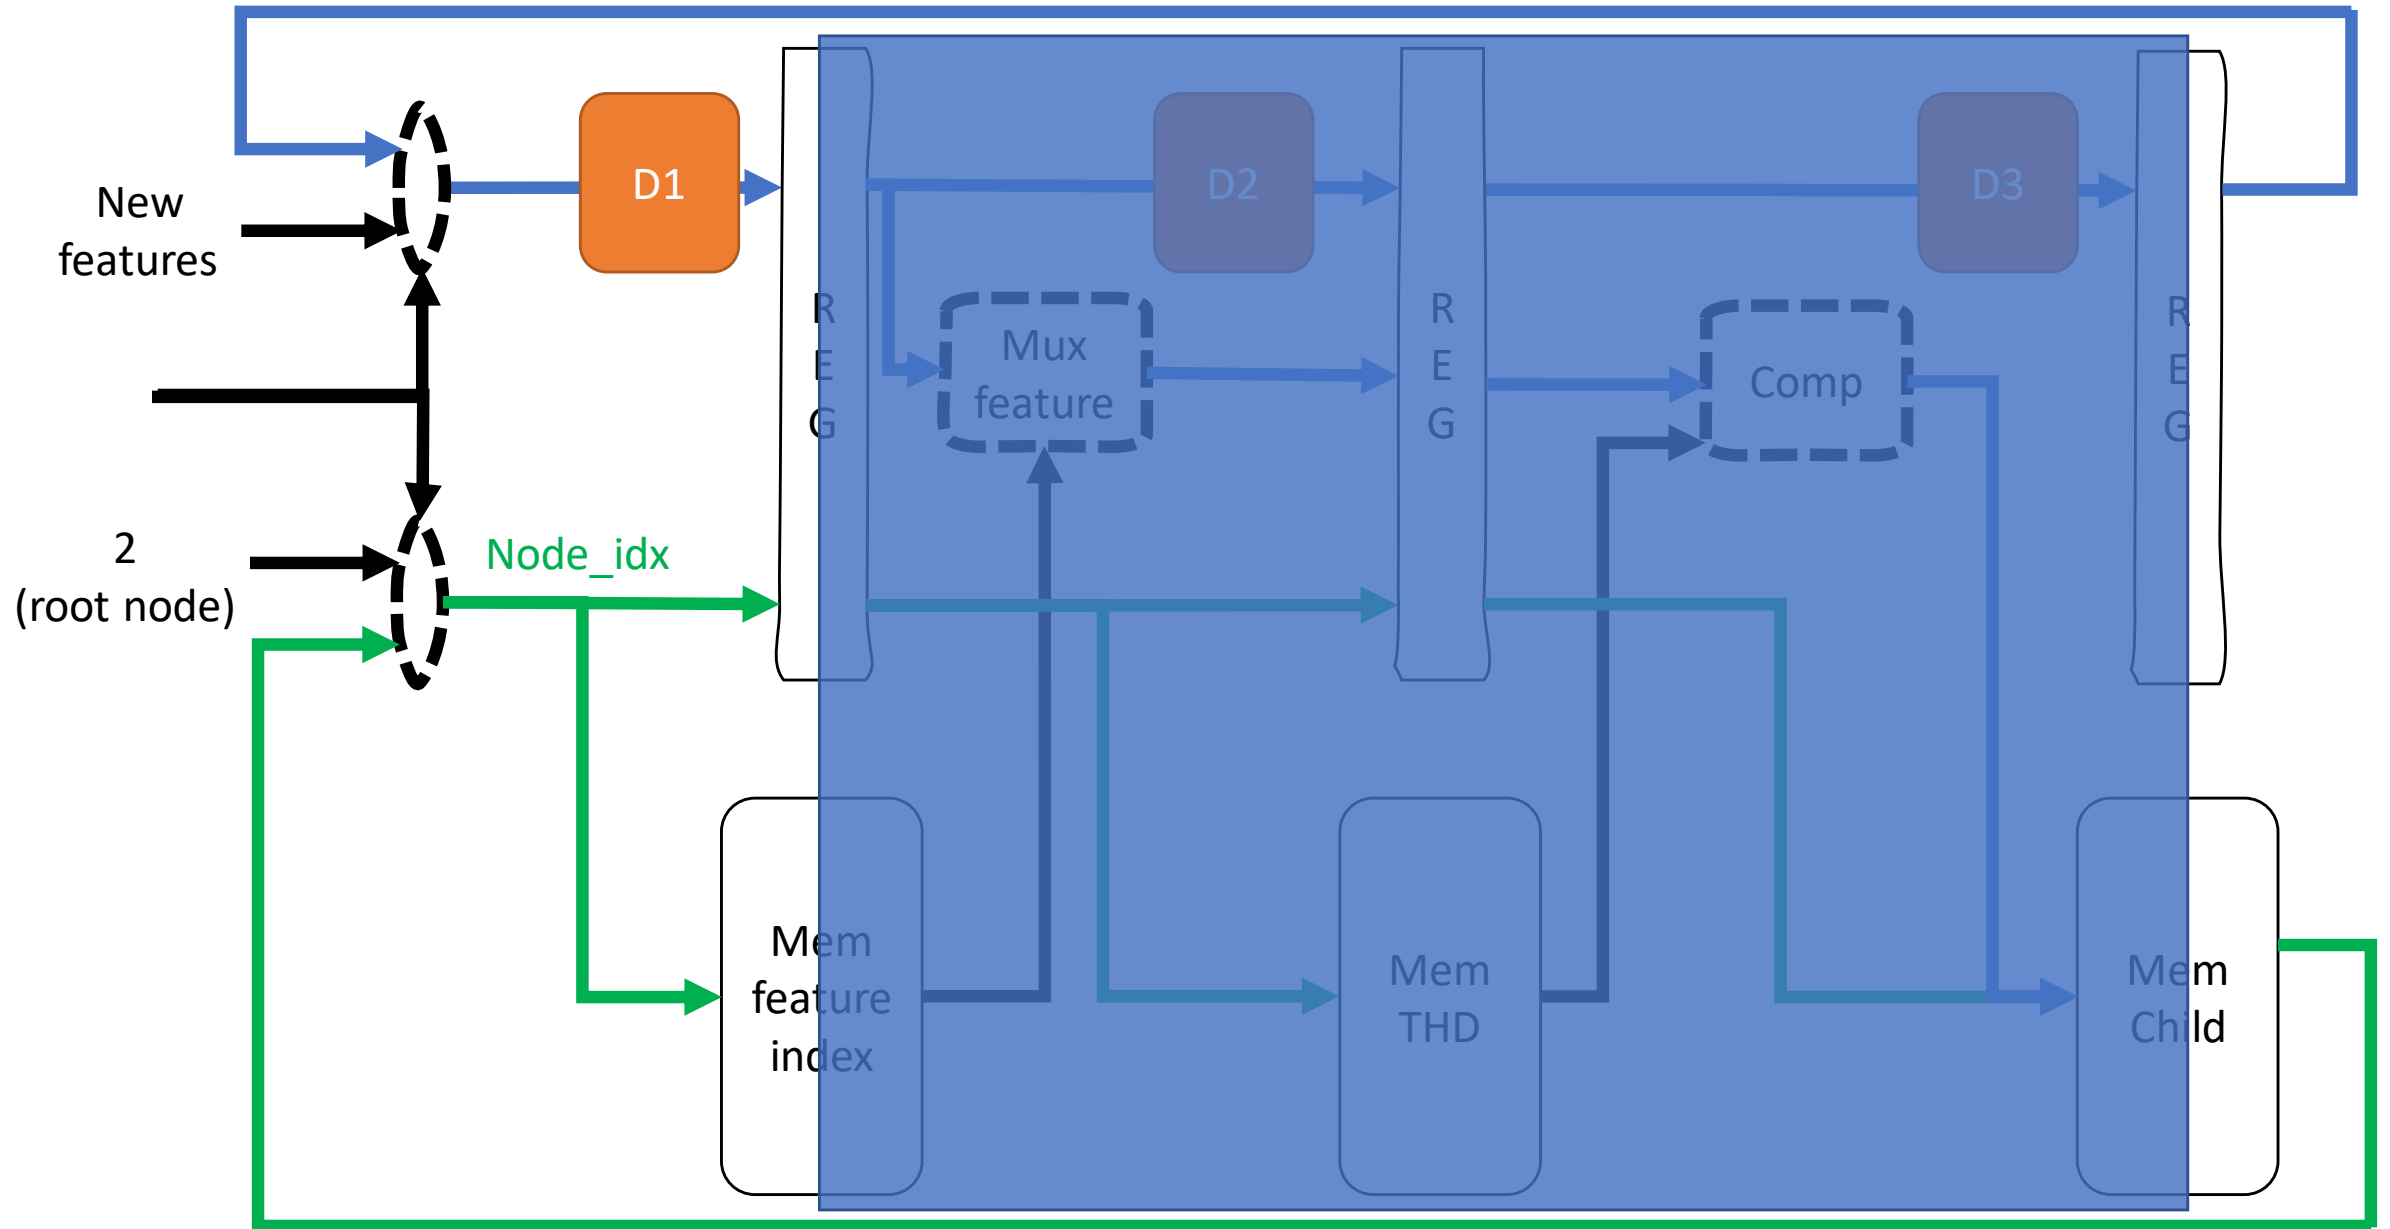 D1
D2
D3
New
features
R
E
G
Mux
feature
R
E
G
Comp
R
E
G
2
(root node)
Node_idx
Mem
feature
index
Mem
THD
Mem
Child